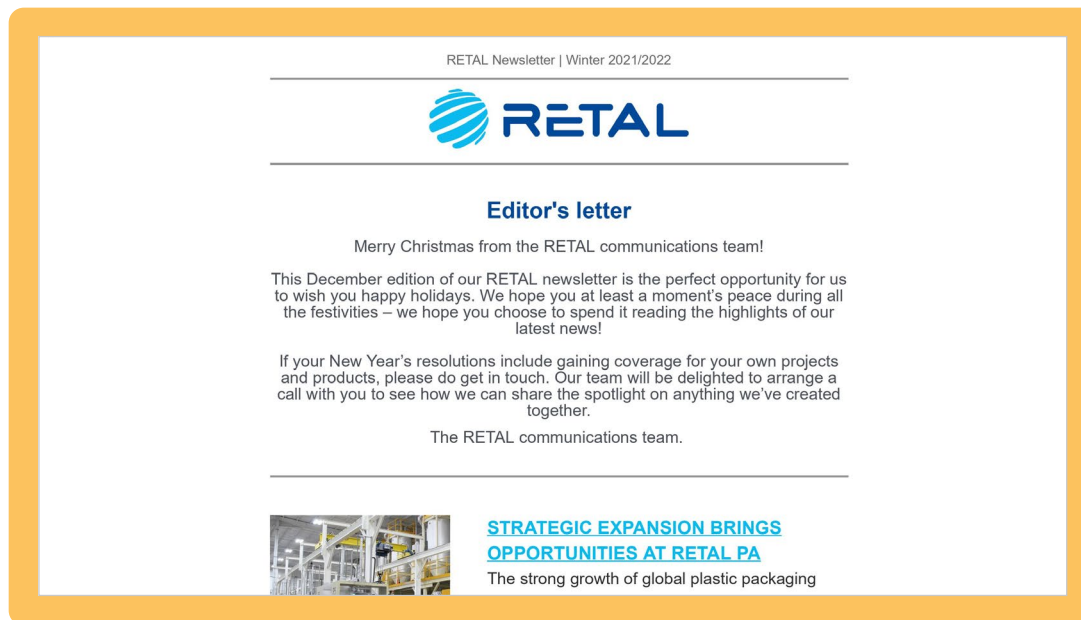 RETAL Newsletter | Winter 2021/2022
RETAL
Editor's letter
Merry Christmas from the RETAL communications team!
This December edition of our RETAL newsletter is the perfect opportunity for us
to wish you happy holidays. We hope you at least a moment’s peace during all
the festivities – we hope you choose to spend it reading the highlights of our
latest news!
If your New Year’s resolutions include gaining coverage for your own projects
and products, please do get in touch. Our team will be delighted to arrange a
call with you to see how we can share the spotlight on anything we’ve created
together.
The RETAL communications team.
STRATEGIC EXPANSION BRINGS
OPPORTUNITIES AT RETAL PA
The strong growth of global plastic packaging